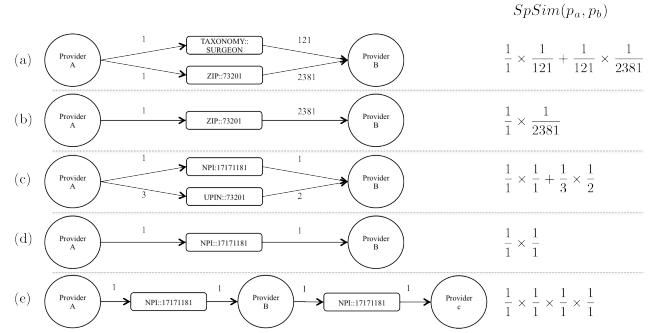 SpSim(p_a, p_b)
(a) Provider A 1 TAXONOMY:: SURGEON 121 1 ZIP::73201 2381 Provider B 1/1 × 1/121 + 1/121 × 1/2381
(b) Provider A 1 ZIP::73201 2381 Provider B 1/1 × 1/2381
(c) Provider A 1 NPI:17171181 1 3 UPIN::73201 2 Provider B 1/1 × 1/1 + 1/3 × 1/2
(d) Provider A 1 NPI::17171181 1 Provider B 1/1 × 1/1
(e) Provider A 1 NPI::17171181 1 Provider B 1 NPI::17171181 1 Provider c 1/1 × 1/1 × 1/1 × 1/1